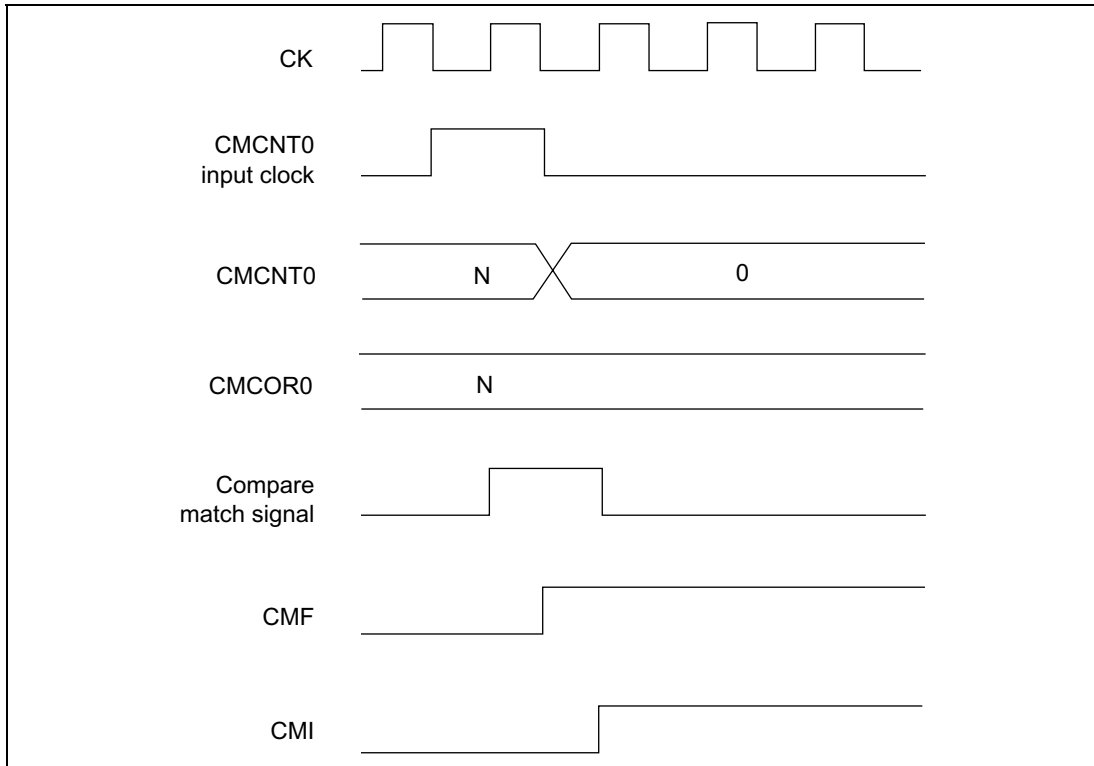 CK
CMCNT0
input clock
CMCNT0
N
0
CMCOR0
N
Compare
match signal
CMF
CMI